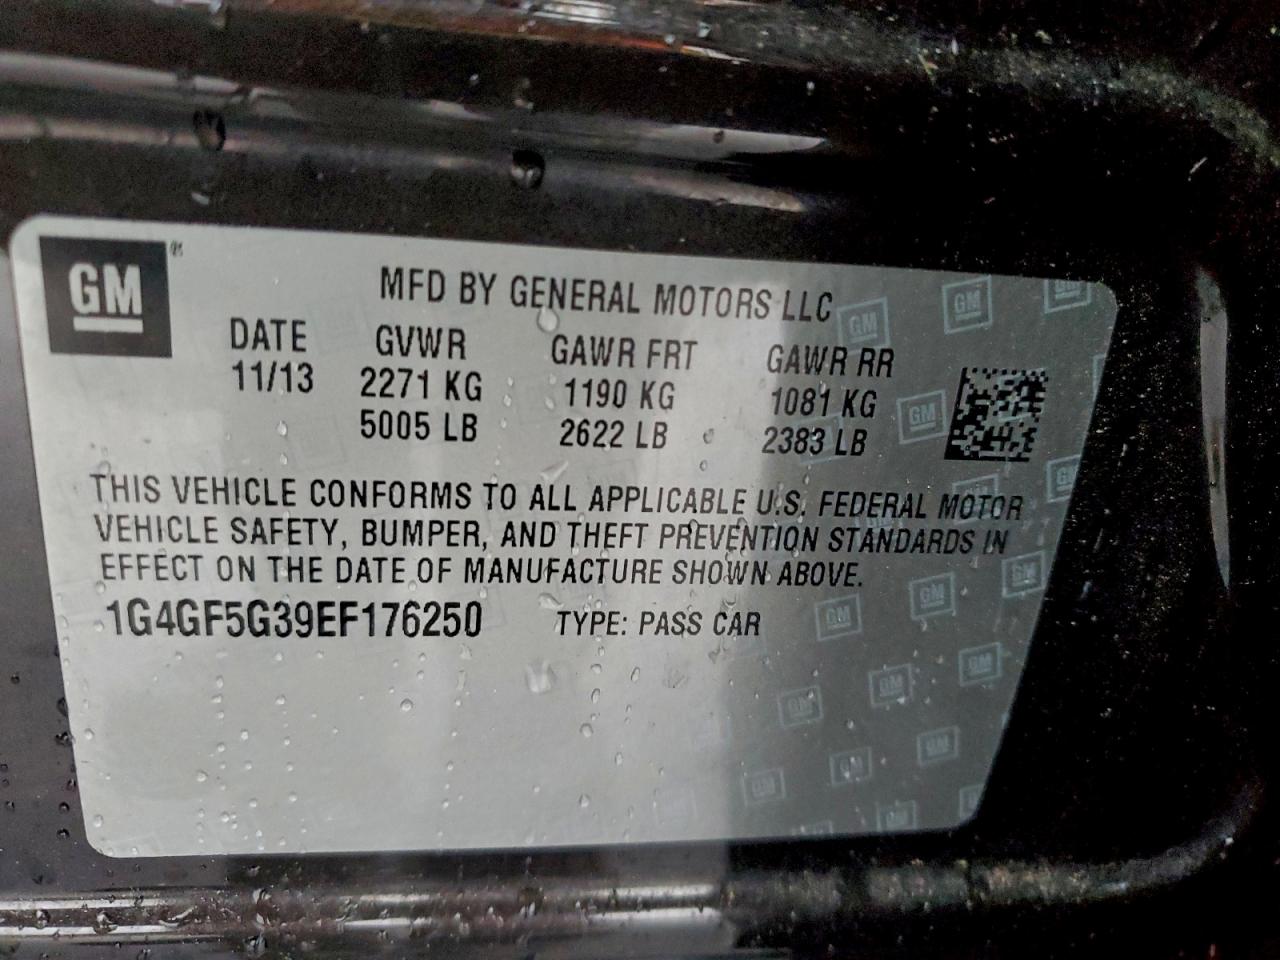 GM®
MFD BY GENERAL MOTORS LLC
DATE GVWR GAWR FRT GAWR RR
11/13 2271 KG 1190 KG 1081 KG
5005 LB 2622 LB 2383 LB
THIS VEHICLE CONFORMS TO ALL APPLICABLE U.S. FEDERAL MOTOR
VEHICLE SAFETY, BUMPER, AND THEFT PREVENTION STANDARDS IN
EFFECT ON THE DATE OF MANUFACTURE SHOWN ABOVE.
1G4GF5G39EF176250 TYPE: PASS CAR